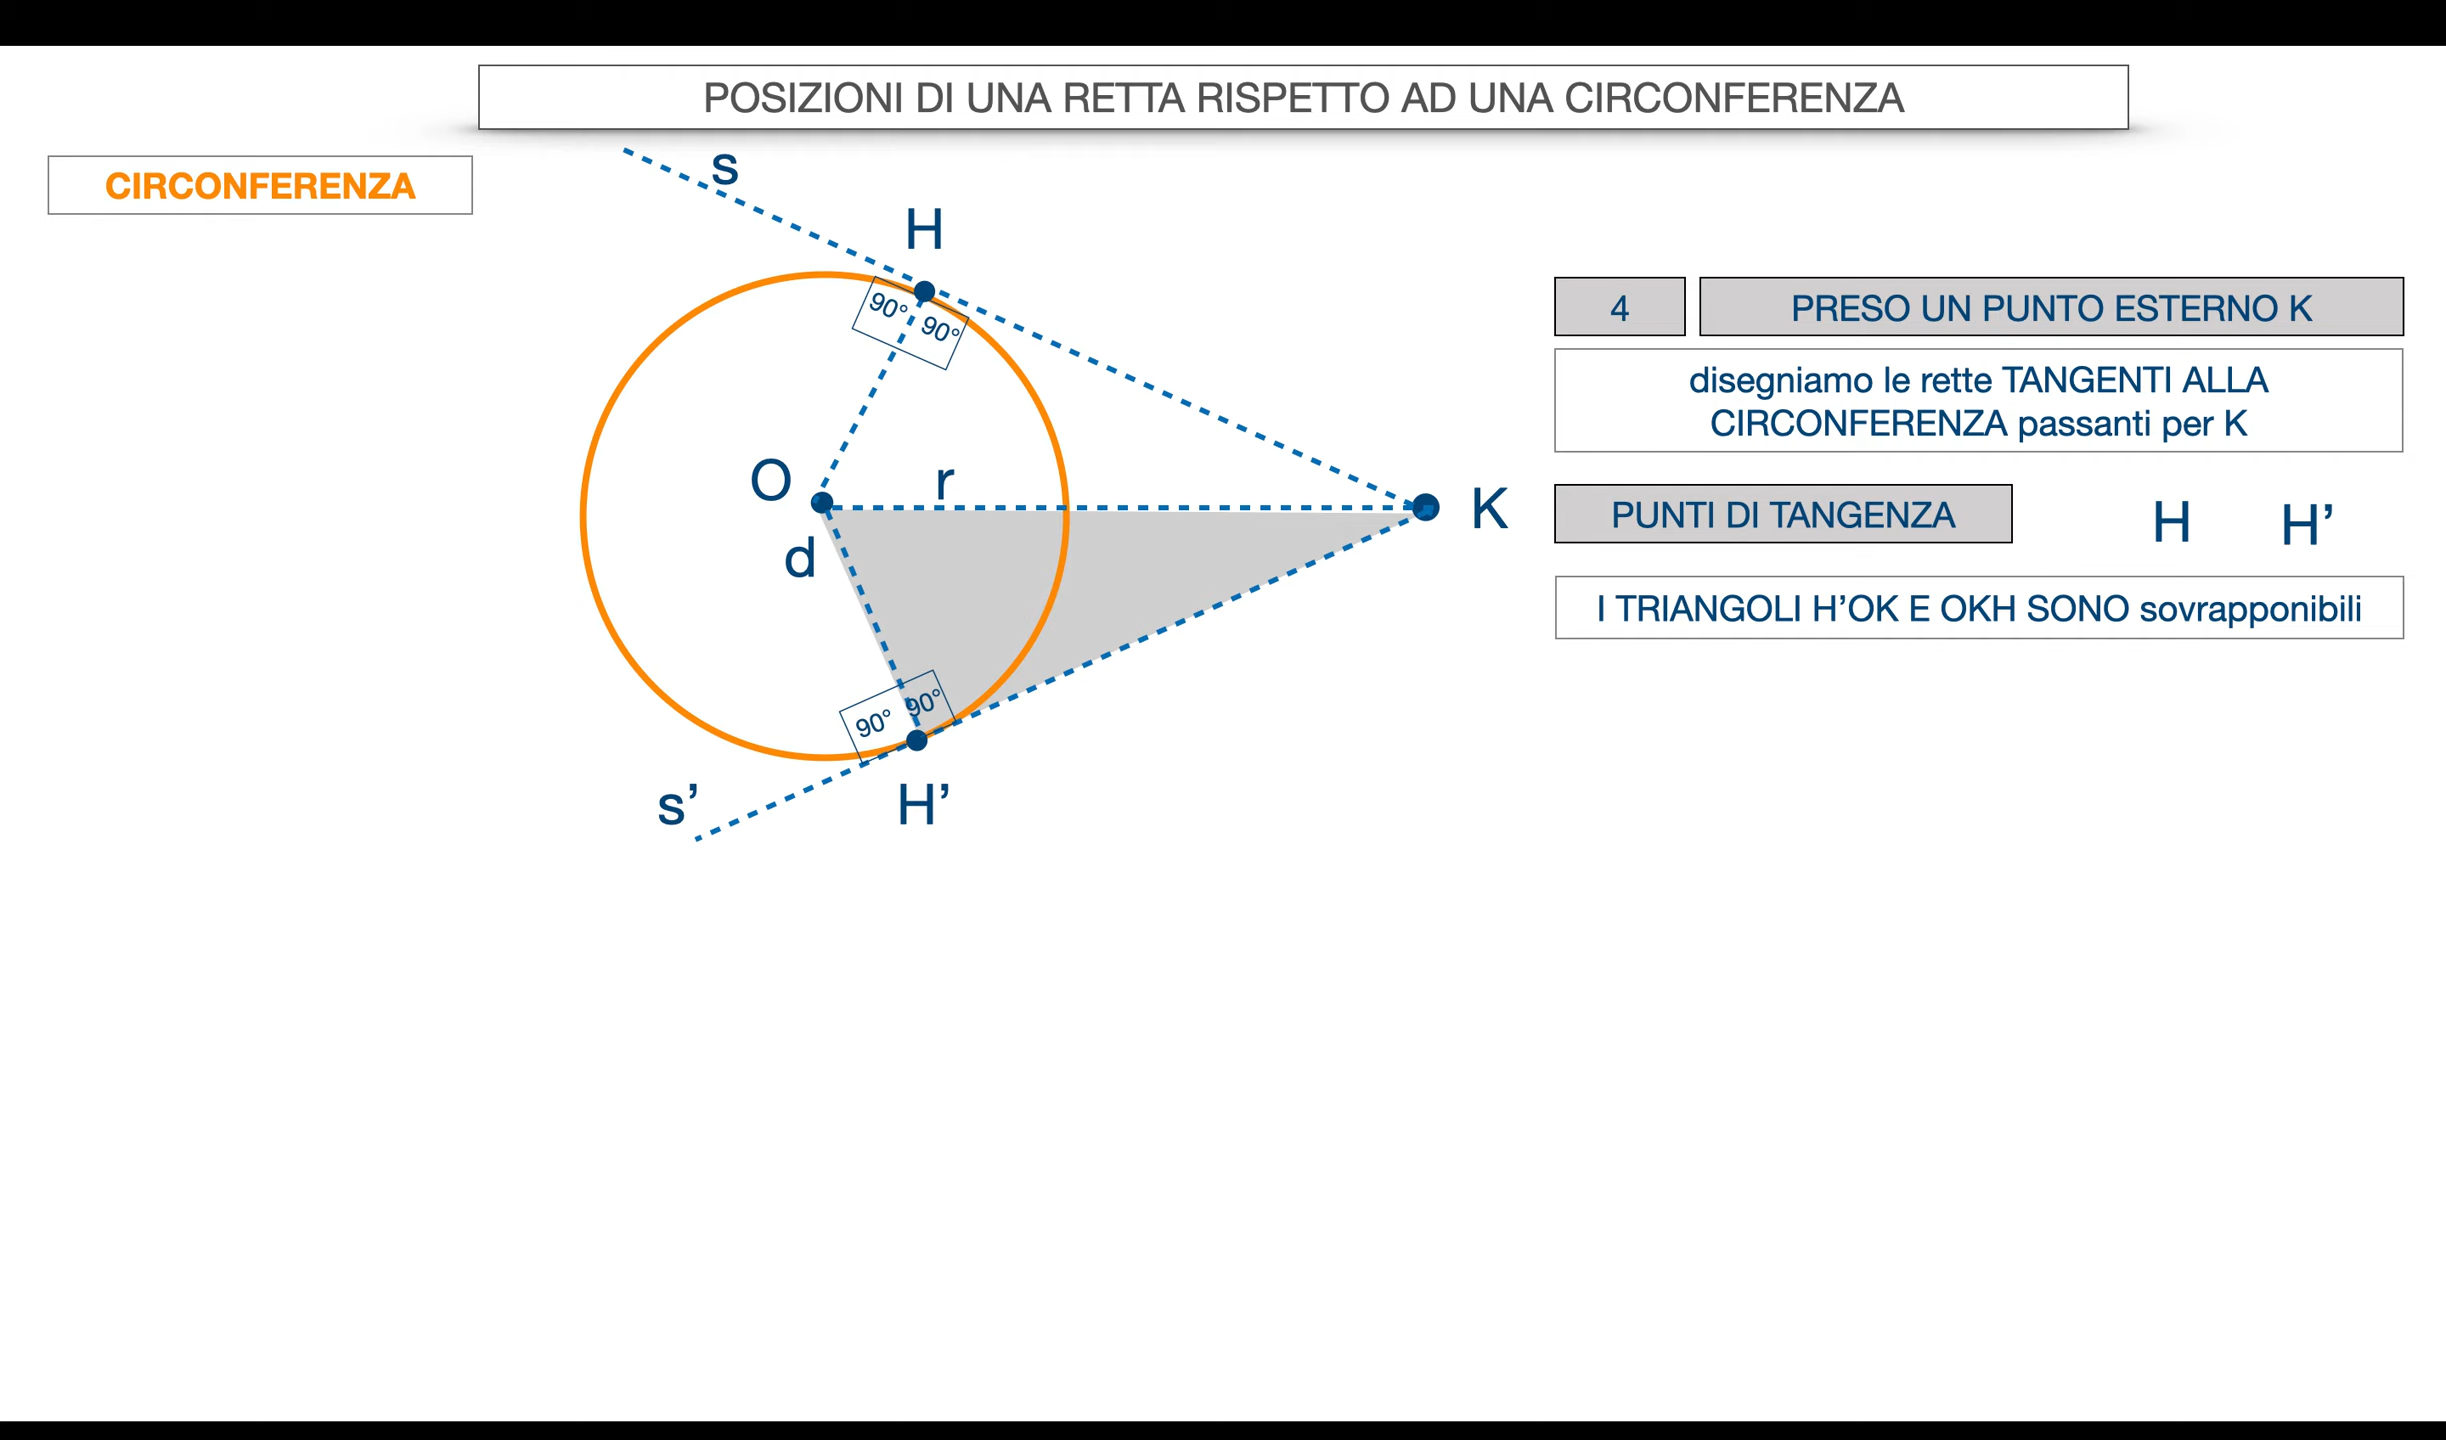 POSIZIONI DI UNA RETTA RISPETTO AD UNA CIRCONFERENZA
CIRCONFERENZA
s
H
90° 90°
O
r
K
d
90° 90°
s’
H’
4
PRESO UN PUNTO ESTERNO K
disegniamo le rette TANGENTI ALLA
CIRCONFERENZA passanti per K
PUNTI DI TANGENZA
H
H’
I TRIANGOLI H’OK E OKH SONO sovrapponibili